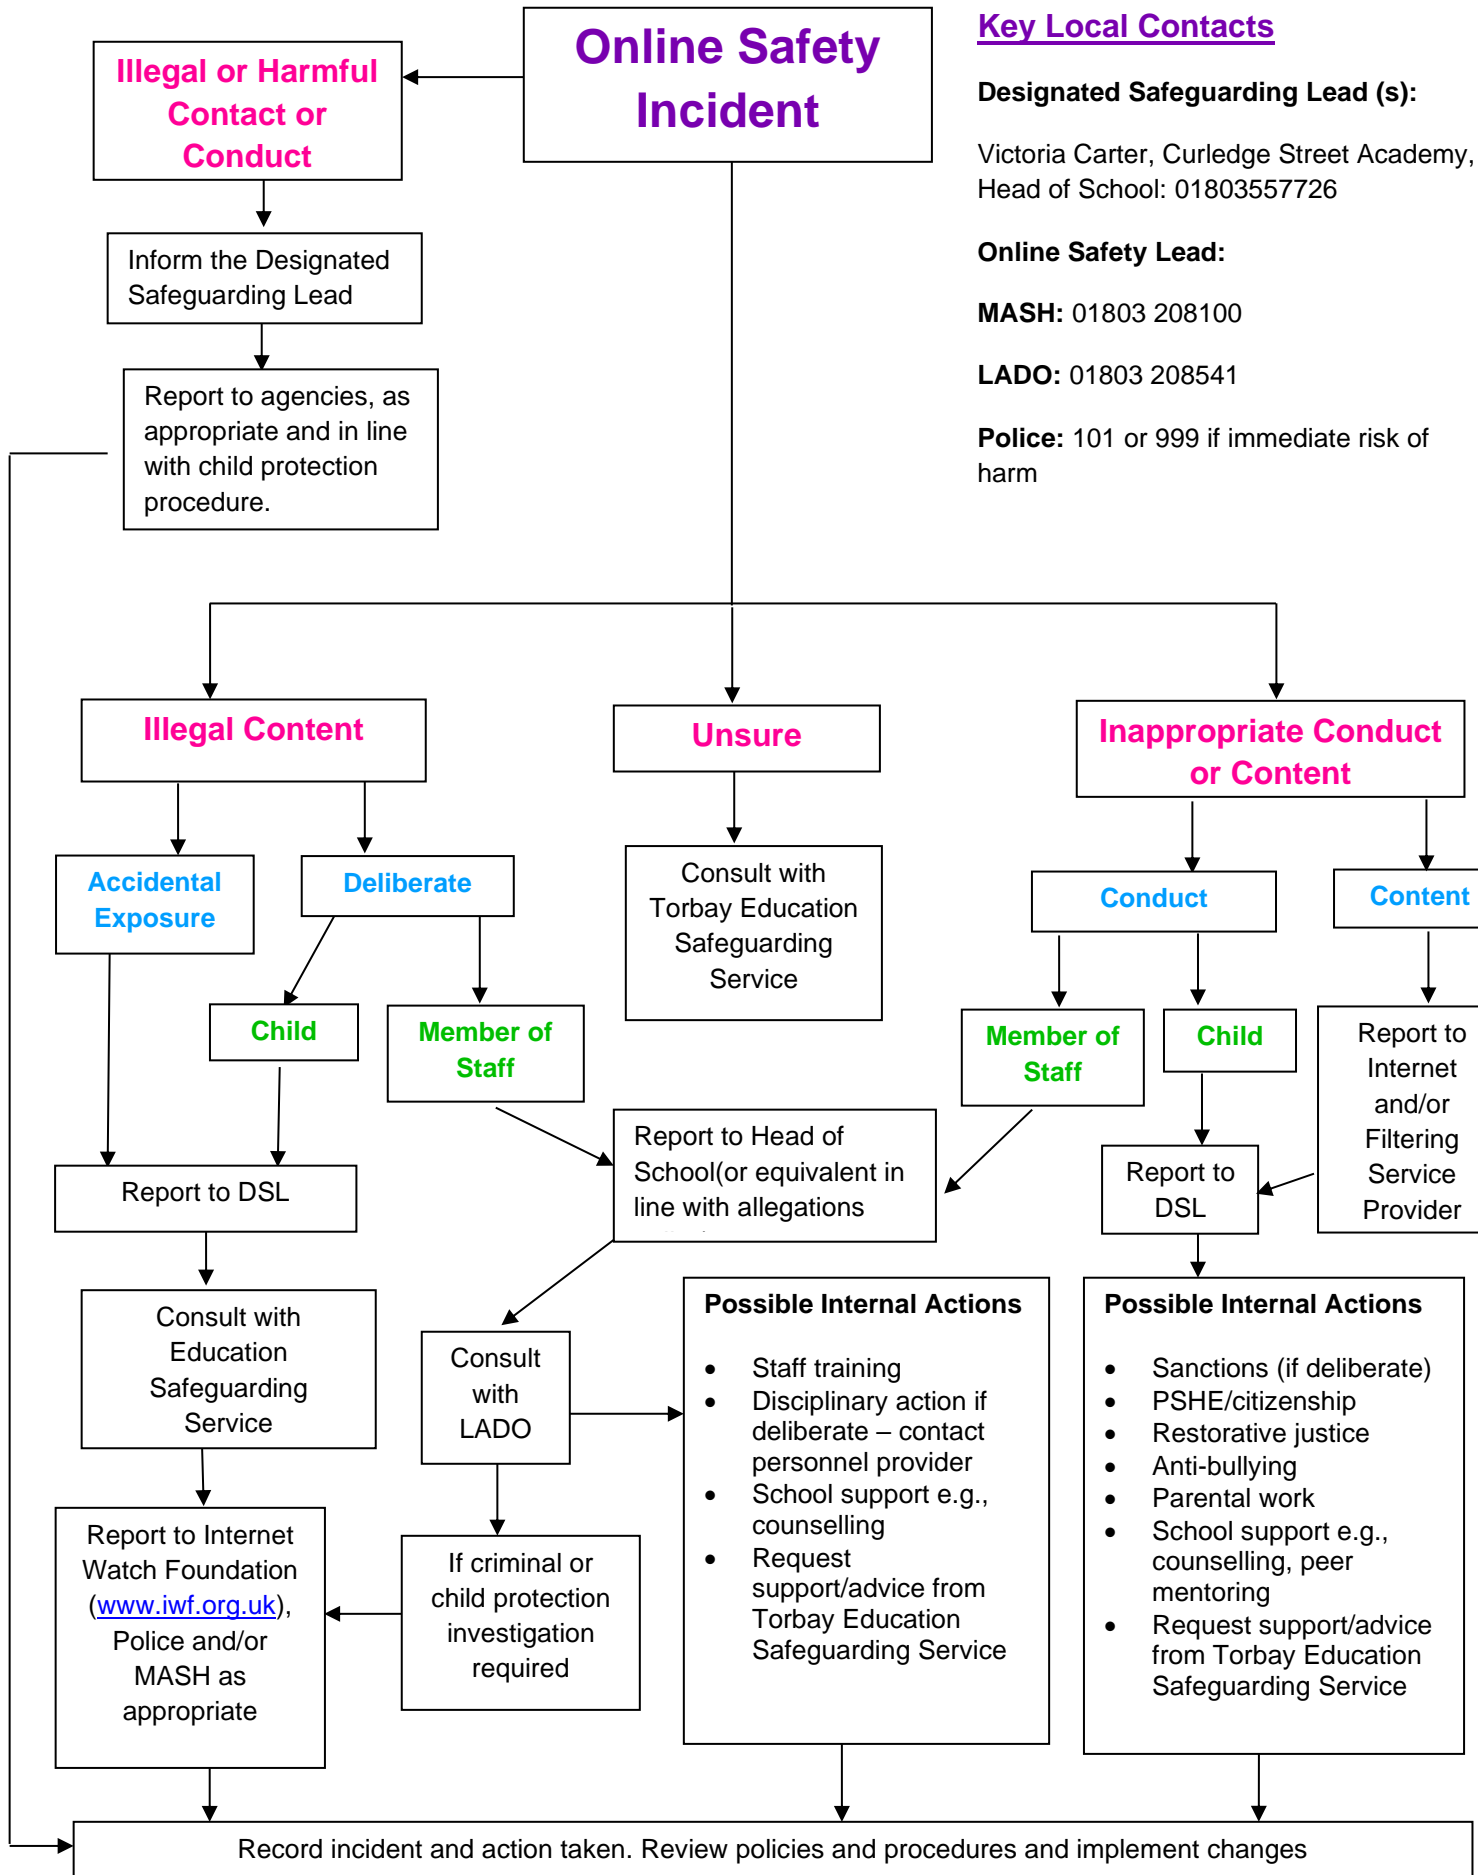 Online Safety
Incident
Key Local Contacts
Designated Safeguarding Lead (s):
Victoria Carter, Curledge Street Academy,
Head of School: 01803557726
Online Safety Lead:
MASH: 01803 208100
LADO: 01803 208541
Police: 101 or 999 if immediate risk of
harm
Illegal or Harmful
Contact or
Conduct
Inform the Designated
Safeguarding Lead
Report to agencies, as
appropriate and in line
with child protection
procedure.
Illegal Content
Unsure
Inappropriate Conduct
or Content
Accidental
Exposure
Deliberate
Consult with
Torbay Education
Safeguarding
Service
Conduct
Content
Child
Member of
Staff
Member of
Staff
Child
Report to
Internet
and/or
Filtering
Service
Provider
Report to DSL
Report to Head of
School(or equivalent in
line with allegations
Report to
DSL
Consult with
Education
Safeguarding
Service
Consult
with
LADO
Possible Internal Actions
• Staff training
• Disciplinary action if
deliberate – contact
personnel provider
• School support e.g.,
counselling
• Request
support/advice from
Torbay Education
Safeguarding Service
Possible Internal Actions
• Sanctions (if deliberate)
• PSHE/citizenship
• Restorative justice
• Anti-bullying
• Parental work
• School support e.g.,
counselling, peer
mentoring
• Request support/advice
from Torbay Education
Safeguarding Service
Report to Internet
Watch Foundation
(www.iwf.org.uk),
Police and/or
MASH as
appropriate
If criminal or
child protection
investigation
required
Record incident and action taken. Review policies and procedures and implement changes